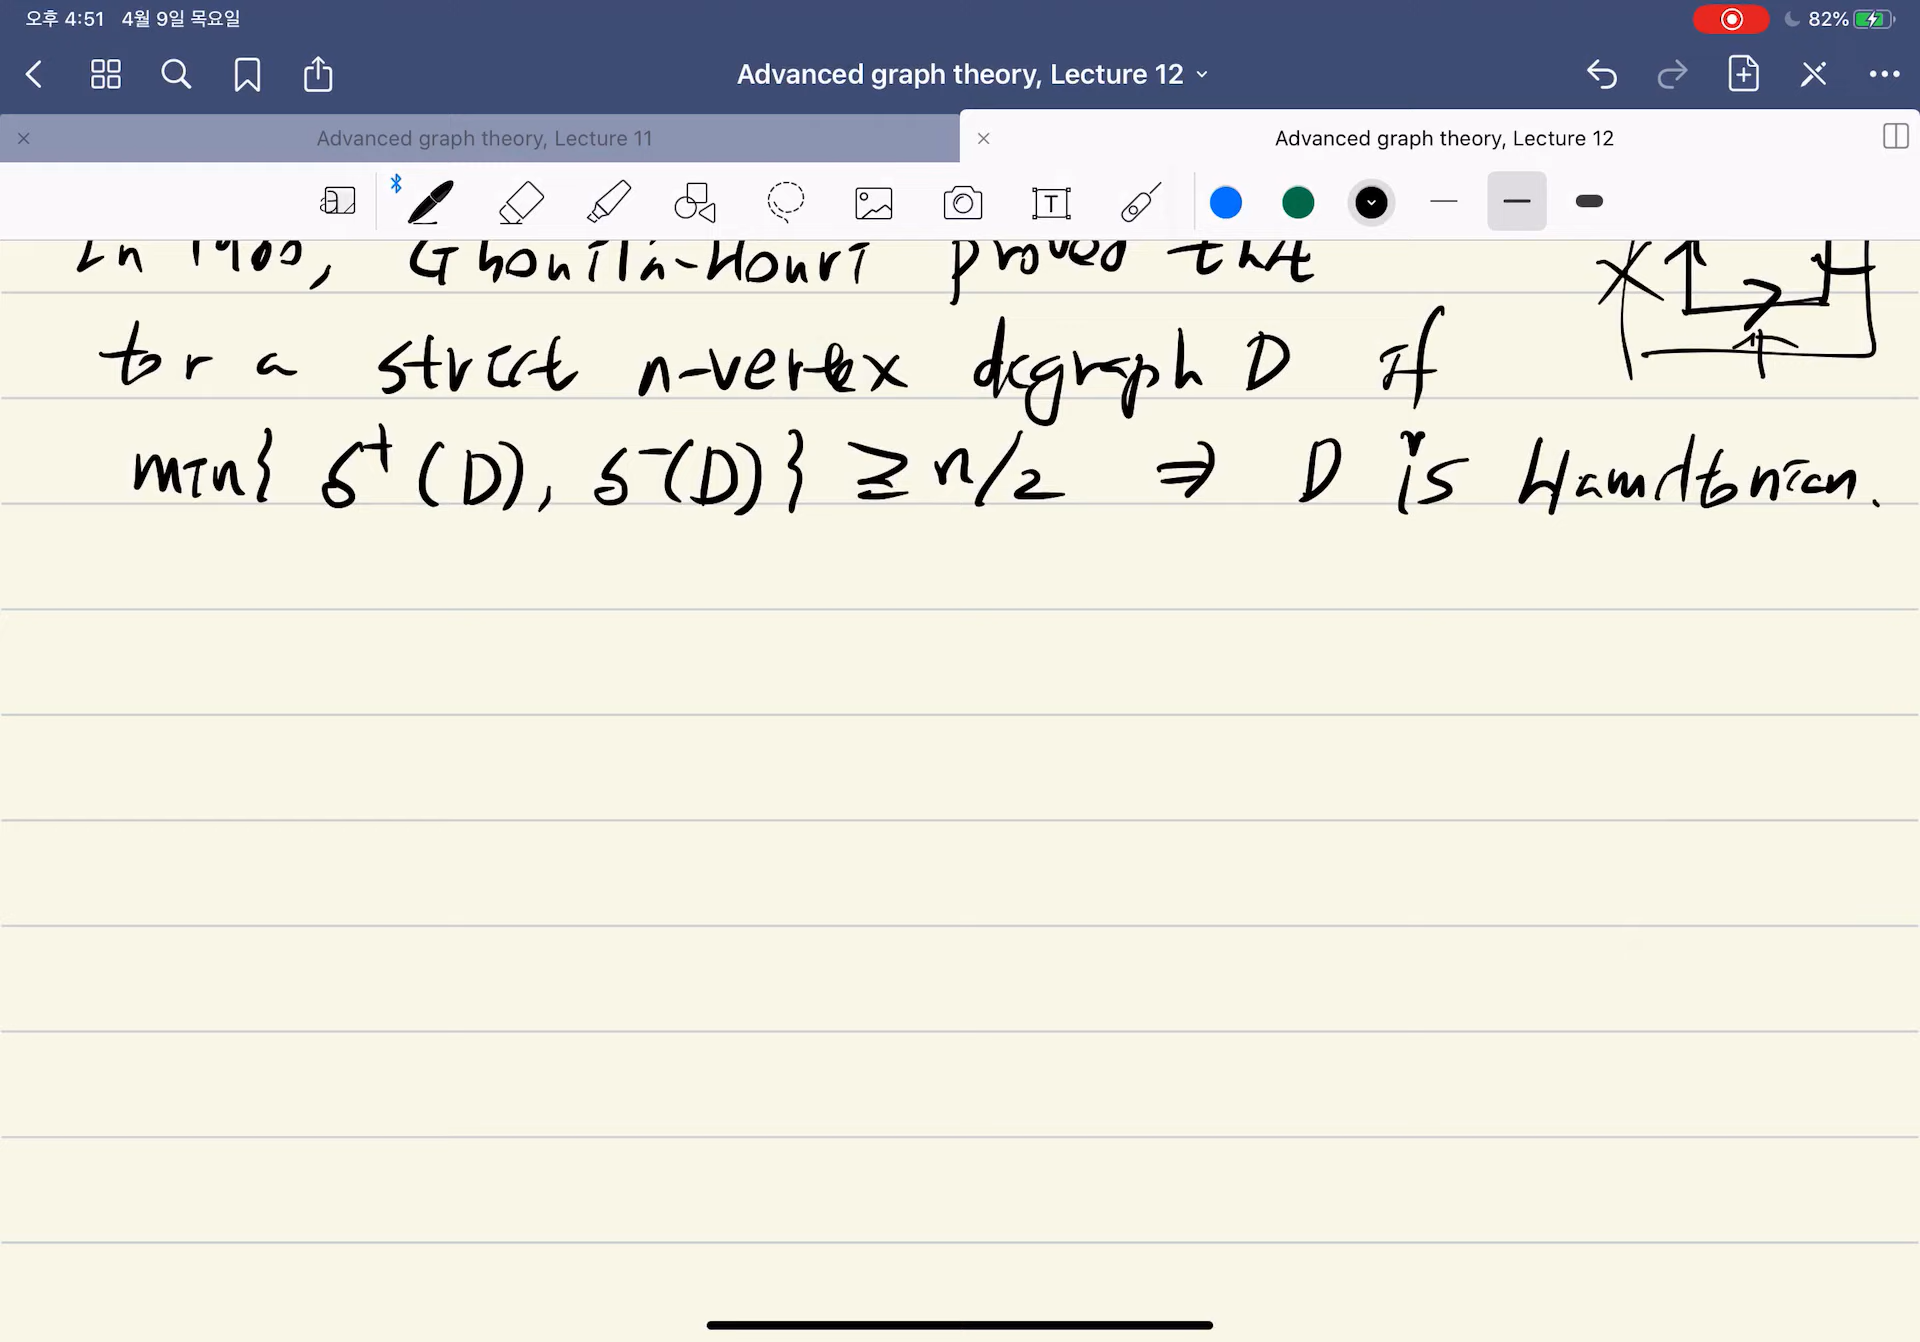 오후 4:51 4월 9일 목요일
82%
Advanced graph theory, Lecture 12
Advanced graph theory, Lecture 11
Advanced graph theory, Lecture 12
In Ghouila-Houri proved that
for a strict n-vertex digraph D if
min{ δ⁺(D), δ⁻(D)} ≥ n/2 ⇒ D is Hamiltonian.